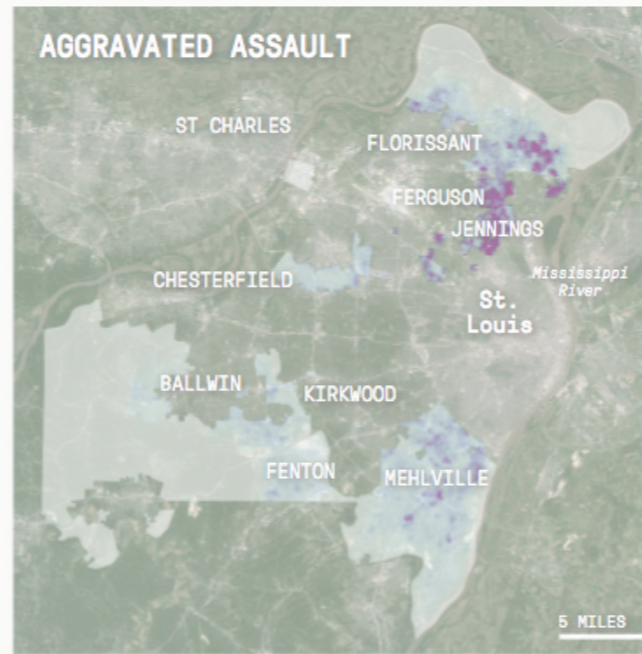 AGGRAVATED ASSAULT
ST CHARLES
FLORISSANT
FERGUSON
JENNINGS
CHESTERFIELD
Mississippi
River
St.
Louis
BALLWIN
KIRKWOOD
FENTON
MEHLVILLE
5 MILES